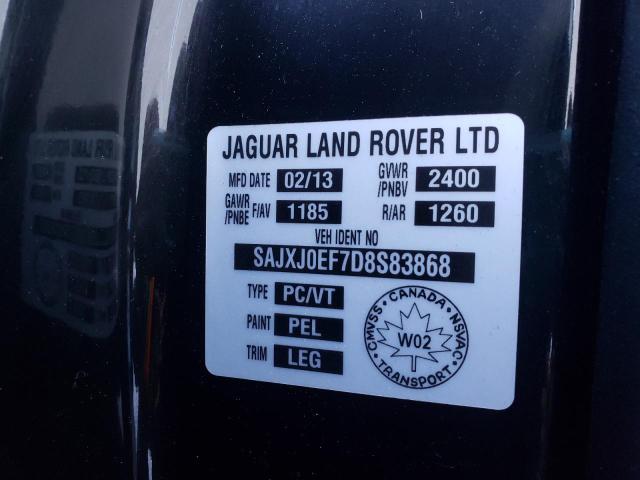 JAGUAR LAND ROVER LTD
MFD DATE 02/13 GVWR /PNBV 2400
GAWR /PNBE F/AV 1185 R/AR 1260
VEH IDENT NO
SAJXJ0EF7D8S83868
TYPE PC/VT
PAINT PEL
TRIM LEG
CANADA
CMVSS NSVAC
W02
TRANSPORT